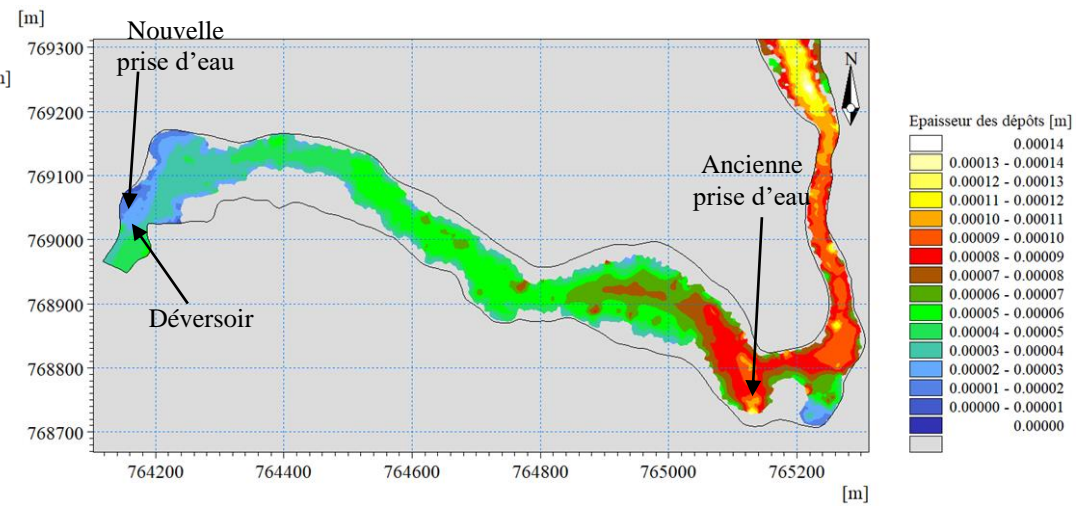 [m]
Nouvelle
prise d'eau
769300
m]
769200
769100
769000
768900
768800
768700
Déversoir
Ancienne
prise d'eau
N
764200 764400 764600 764800 765000 765200
[m]
Epaisseur des dépôts [m]
0.00014
0.00013 - 0.00014
0.00012 - 0.00013
0.00011 - 0.00012
0.00010 - 0.00011
0.00009 - 0.00010
0.00008 - 0.00009
0.00007 - 0.00008
0.00006 - 0.00007
0.00005 - 0.00006
0.00004 - 0.00005
0.00003 - 0.00004
0.00002 - 0.00003
0.00001 - 0.00002
0.00000 - 0.00001
0.00000